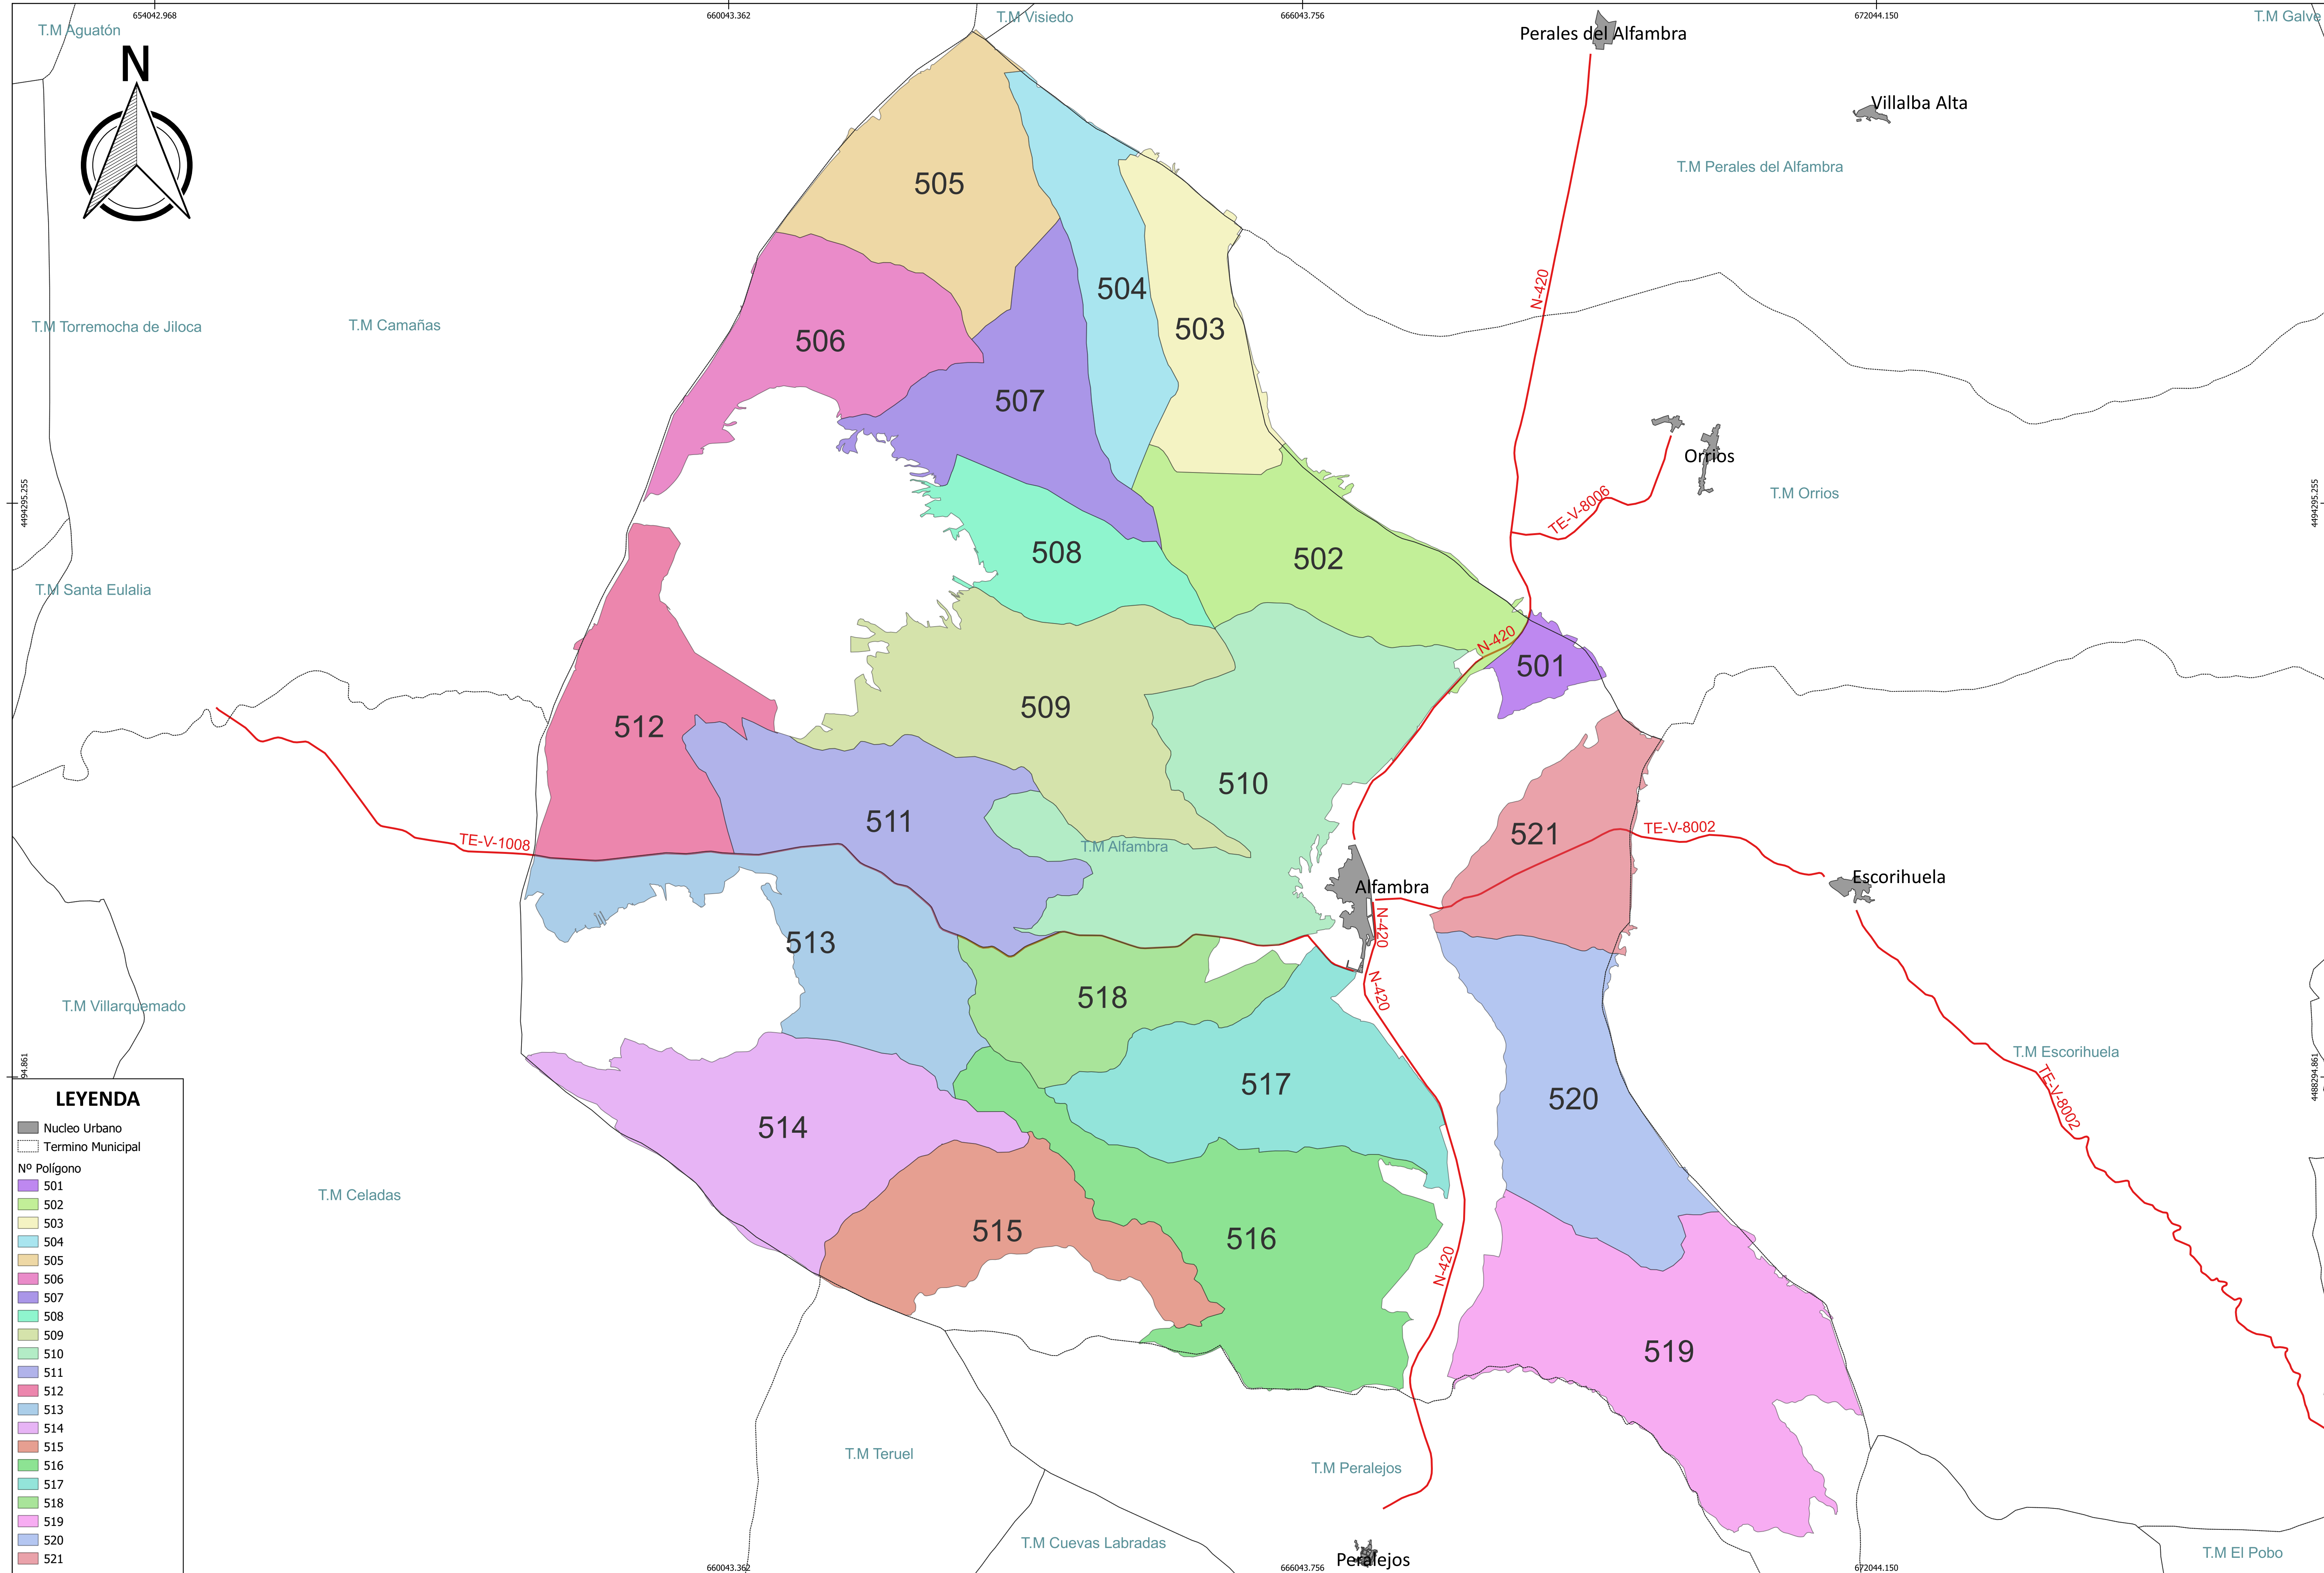 654042.968
660043.362
666043.756
672044.150
T.M Aguatón
T.M Visiedo
T.M Galve
N
Perales del Alfambra
Villalba Alta
T.M Perales del Alfambra
505
504
503
N-420
T.M Torremocha de Jiloca
T.M Camañas
506
507
Orrios
T.M Orrios
4494295.255
4494295.255
TE-V-8006
508
502
T.M Santa Eulalia
N-420
501
509
512
510
511
521
TE-V-8002
TE-V-1008
T.M Alfambra
Alfambra
Escorihuela
N-420
513
518
N-420
T.M Villarquemado
T.M Escorihuela
94.861
4488294.861
517
520
TE-V-8002
514
T.M Celadas
515
516
N-420
519
T.M Teruel
T.M Peralejos
T.M Cuevas Labradas
Peralejos
T.M El Pobo
660043.362
666043.756
672044.150
LEYENDA
Nucleo Urbano
Termino Municipal
Nº Polígono
501
502
503
504
505
506
507
508
509
510
511
512
513
514
515
516
517
518
519
520
521